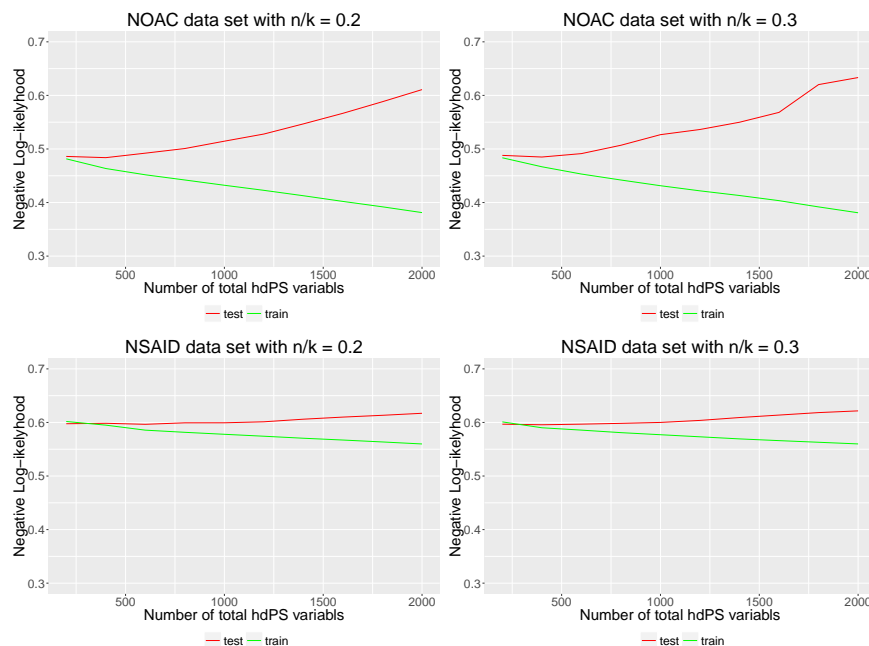 NOAC data set with n/k = 0.2
0.7
0.6
0.5
0.4
0.3
Negative Log-ikelyhood
500
1000
1500
2000
Number of total hdPS variabls
test
train
NOAC data set with n/k = 0.3
0.7
0.6
0.5
0.4
0.3
Negative Log-ikelyhood
500
1000
1500
2000
Number of total hdPS variabls
test
train
NSAID data set with n/k = 0.2
0.7
0.6
0.5
0.4
0.3
Negative Log-ikelyhood
500
1000
1500
2000
Number of total hdPS variabls
test
train
NSAID data set with n/k = 0.3
0.7
0.6
0.5
0.4
0.3
Negative Log-ikelyhood
500
1000
1500
2000
Number of total hdPS variabls
test
train